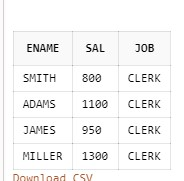 ENAME SAL JOB
SMITH 800 CLERK
ADAMS 1100 CLERK
JAMES 950 CLERK
MILLER 1300 CLERK
Download CSV